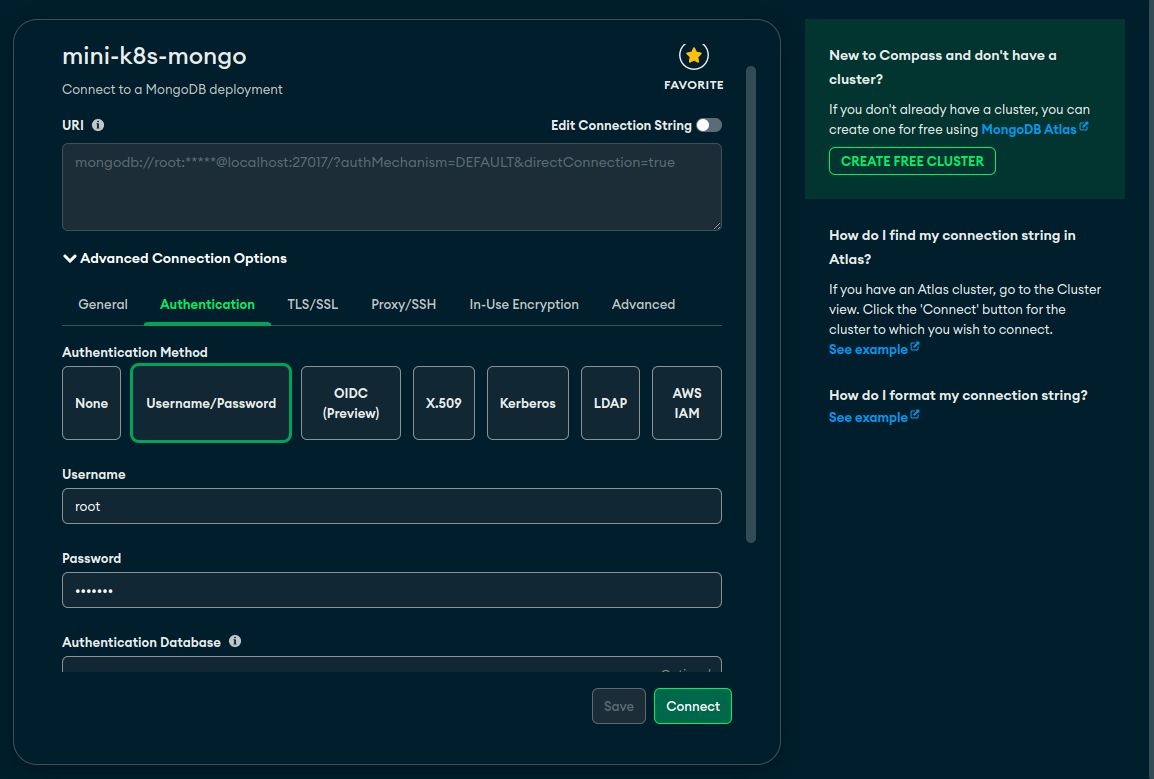 mini-k8s-mongo
Connect to a MongoDB deployment
FAVORITE
URI
Edit Connection String
mongodb://root:*****@localhost:27017/?authMechanism=DEFAULT&directConnection=true
Advanced Connection Options
General Authentication TLS/SSL Proxy/SSH In-Use Encryption Advanced
Authentication Method
None Username/Password OIDC (Preview) X.509 Kerberos LDAP AWS IAM
Username
root
Password
•••••••
Authentication Database
Save Connect
New to Compass and don't have a
cluster?
If you don't already have a cluster, you can
create one for free using MongoDB Atlas
CREATE FREE CLUSTER
How do I find my connection string in
Atlas?
If you have an Atlas cluster, go to the Cluster
view. Click the 'Connect' button for the
cluster to which you wish to connect.
See example
How do I format my connection string?
See example